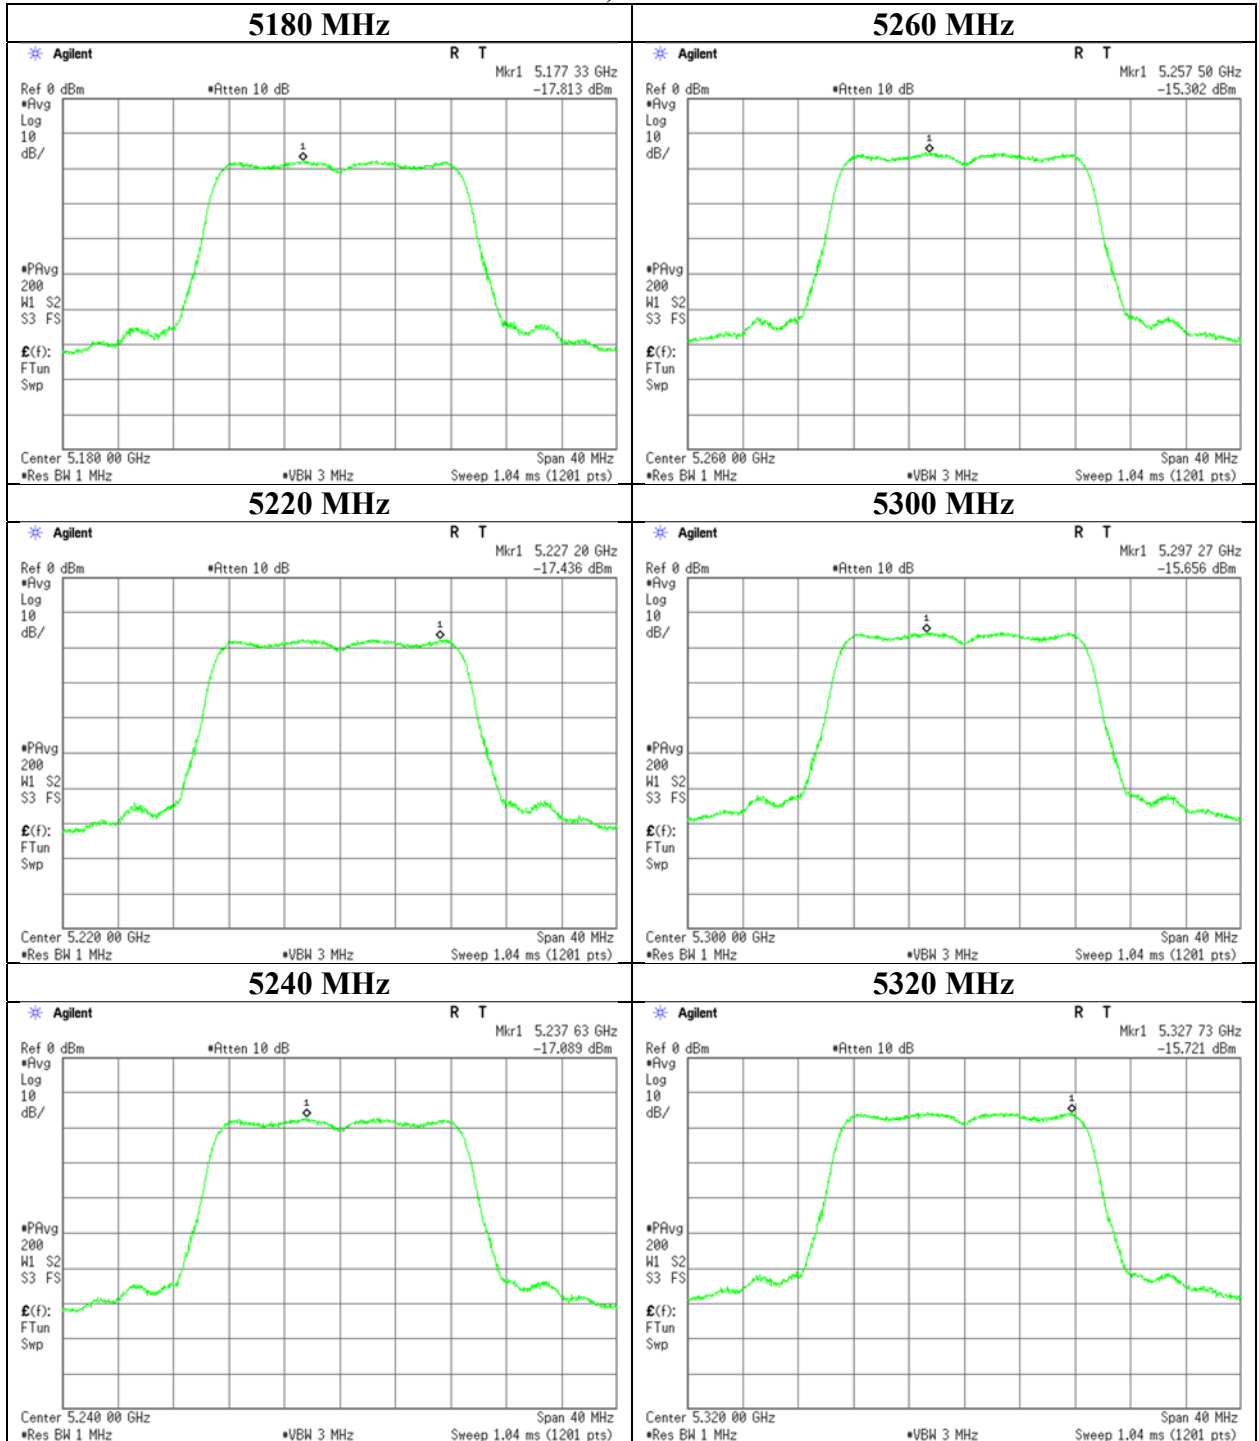 5180 MHz
Agilent R T
Mkr1 5.177 33 GHz
Ref 0 dBm #Atten 10 dB -17.813 dBm
#Avg
Log
10
dB/
1
#PAvg
200
W1 S2
S3 FS
£(f):
FTun
Swp
Center 5.180 00 GHz Span 40 MHz
#Res BW 1 MHz #VBW 3 MHz Sweep 1.04 ms (1201 pts)
5260 MHz
Agilent R T
Mkr1 5.257 50 GHz
Ref 0 dBm #Atten 10 dB -15.302 dBm
#Avg
Log
10
dB/
1
#PAvg
200
W1 S2
S3 FS
£(f):
FTun
Swp
Center 5.260 00 GHz Span 40 MHz
#Res BW 1 MHz #VBW 3 MHz Sweep 1.04 ms (1201 pts)
5220 MHz
Agilent R T
Mkr1 5.227 20 GHz
Ref 0 dBm #Atten 10 dB -17.436 dBm
#Avg
Log
10
dB/
1
#PAvg
200
W1 S2
S3 FS
£(f):
FTun
Swp
Center 5.220 00 GHz Span 40 MHz
#Res BW 1 MHz #VBW 3 MHz Sweep 1.04 ms (1201 pts)
5300 MHz
Agilent R T
Mkr1 5.297 27 GHz
Ref 0 dBm #Atten 10 dB -15.656 dBm
#Avg
Log
10
dB/
1
#PAvg
200
W1 S2
S3 FS
£(f):
FTun
Swp
Center 5.300 00 GHz Span 40 MHz
#Res BW 1 MHz #VBW 3 MHz Sweep 1.04 ms (1201 pts)
5240 MHz
Agilent R T
Mkr1 5.237 63 GHz
Ref 0 dBm #Atten 10 dB -17.089 dBm
#Avg
Log
10
dB/
1
#PAvg
200
W1 S2
S3 FS
£(f):
FTun
Swp
Center 5.240 00 GHz Span 40 MHz
#Res BW 1 MHz #VBW 3 MHz Sweep 1.04 ms (1201 pts)
5320 MHz
Agilent R T
Mkr1 5.327 73 GHz
Ref 0 dBm #Atten 10 dB -15.721 dBm
#Avg
Log
10
dB/
1
#PAvg
200
W1 S2
S3 FS
£(f):
FTun
Swp
Center 5.320 00 GHz Span 40 MHz
#Res BW 1 MHz #VBW 3 MHz Sweep 1.04 ms (1201 pts)